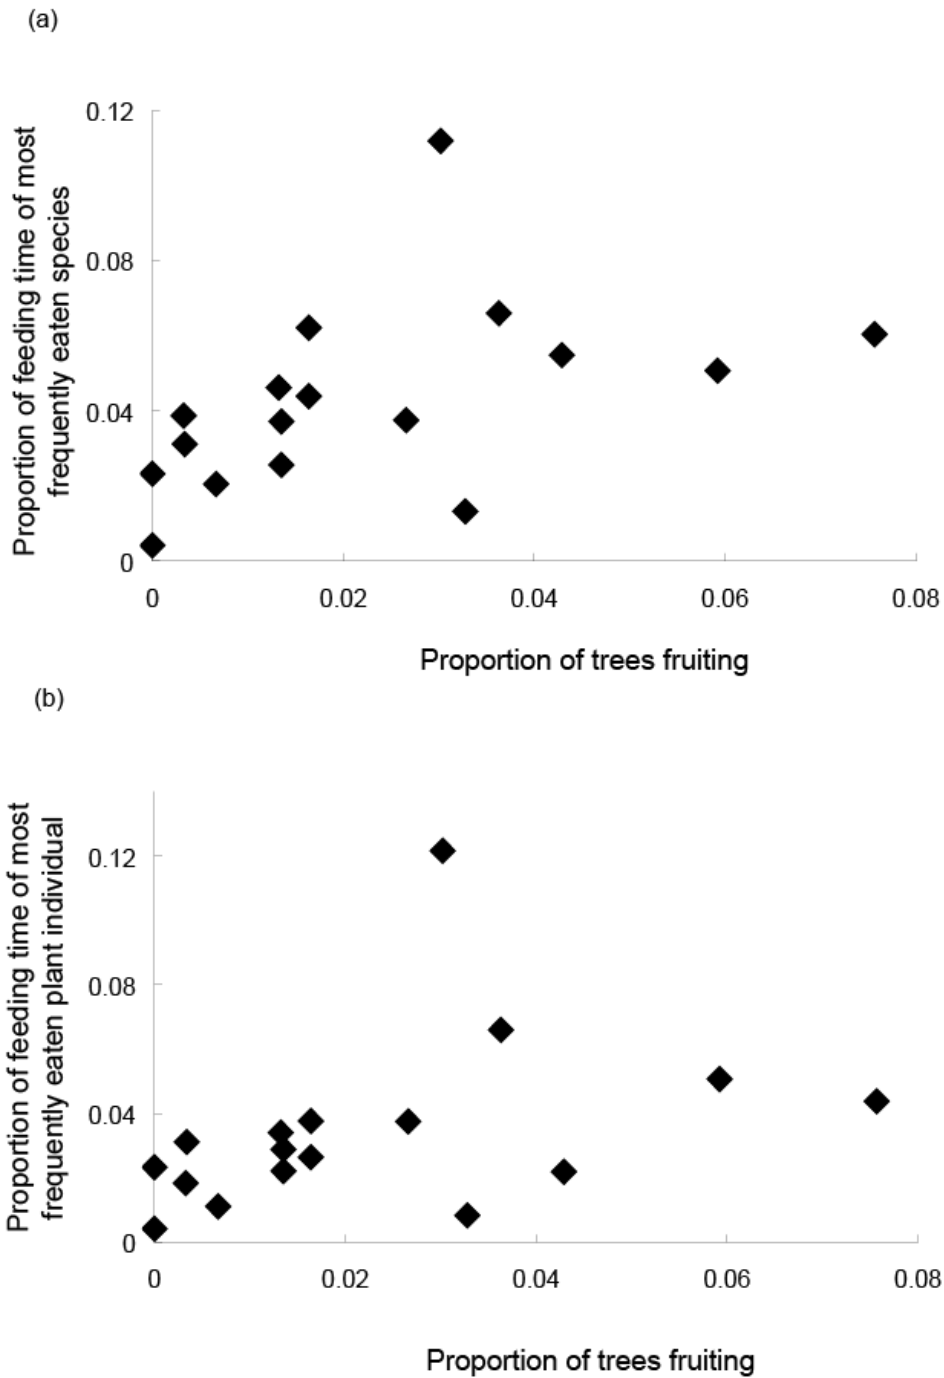 (a)
Proportion of feeding time of most
frequently eaten species
0.12
0.08
0.04
0
0
0.02
0.04
0.06
0.08
Proportion of trees fruiting
(b)
Proportion of feeding time of most
frequently eaten plant individual
0.12
0.08
0.04
0
0
0.02
0.04
0.06
0.08
Proportion of trees fruiting